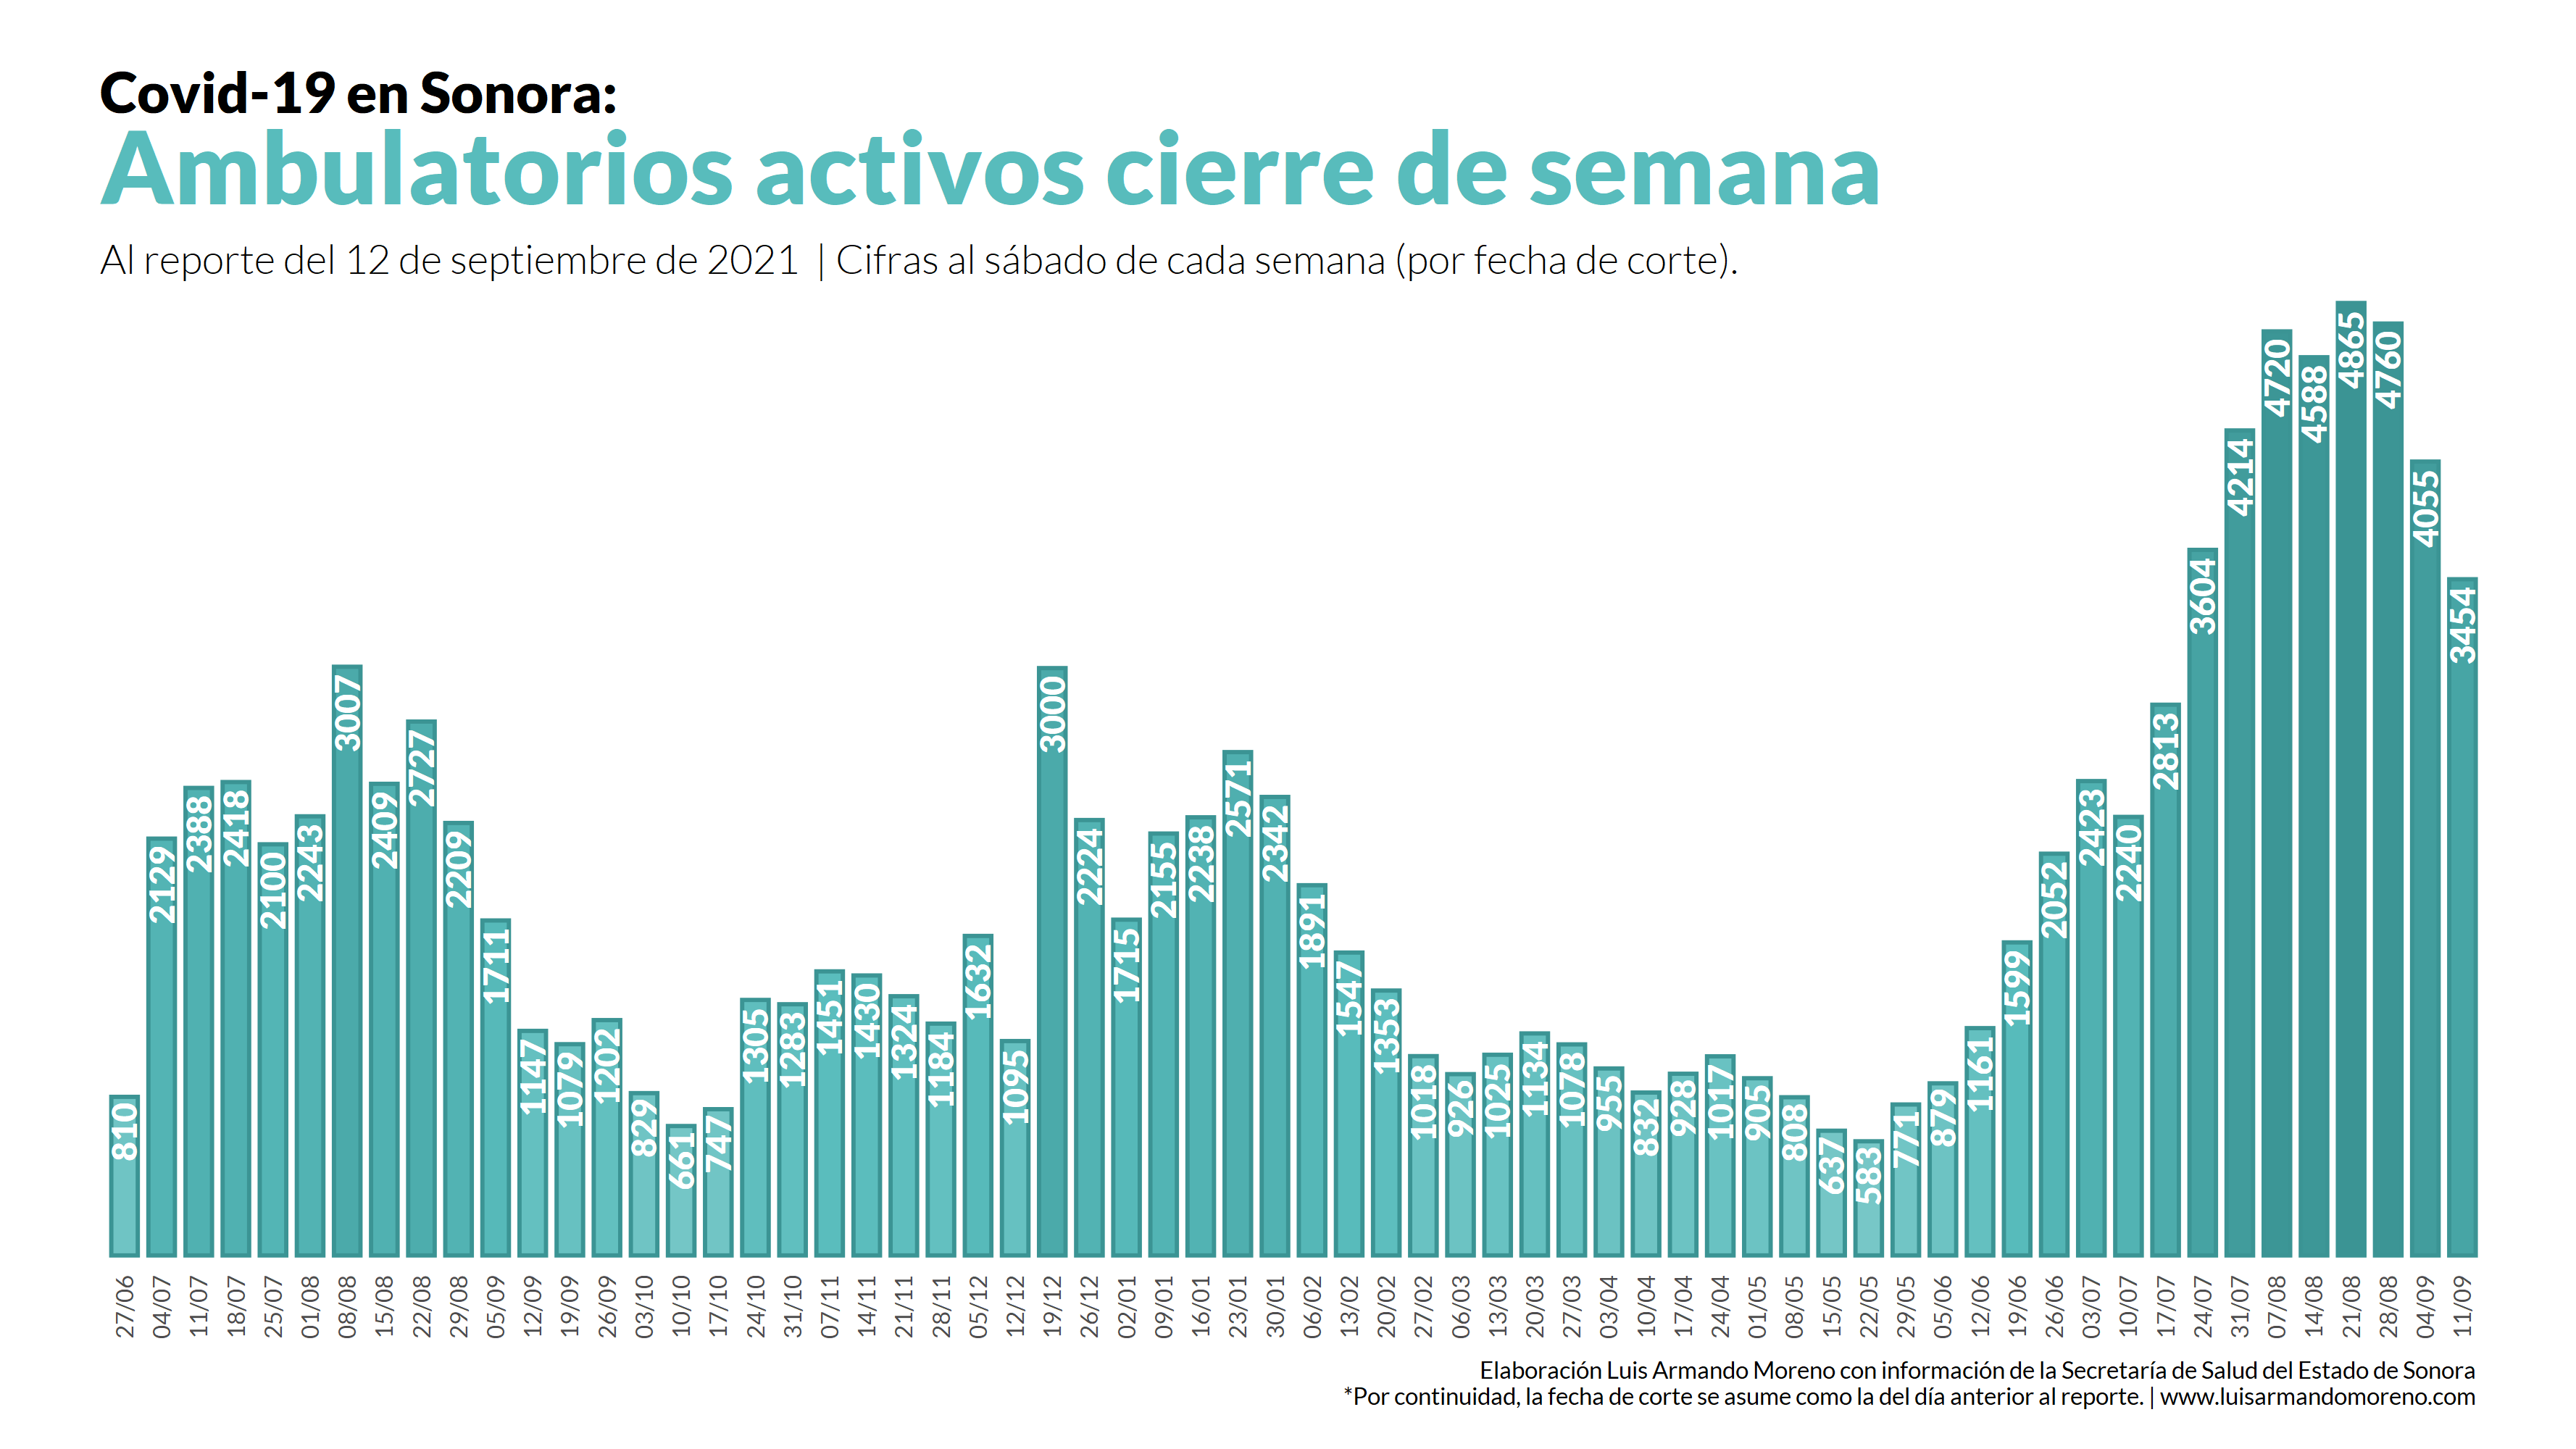 Covid-19 en Sonora:
Ambulatorios activos cierre de semana
Al reporte del 12 de septiembre de 2021 | Cifras al sábado de cada semana (por fecha de corte).
810 2129 2388 2418 2100 2243 3007 2409 2727 2209 1711 1147 1079 1202 829 661 747 1305 1283 1451 1430 1324 1184 1632 1095 3000 2224 1715 2155 2238 2571 2342 1891 1547 1353 1018 926 1025 1134 1078 955 832 928 1017 905 808 637 583 771 879 1161 1599 2052 2423 2240 2813 3604 4214 4720 4588 4865 4760 4055 3454
27/06 04/07 11/07 18/07 25/07 01/08 08/08 15/08 22/08 29/08 05/09 12/09 19/09 26/09 03/10 10/10 17/10 24/10 31/10 07/11 14/11 21/11 28/11 05/12 12/12 19/12 26/12 02/01 09/01 16/01 23/01 30/01 06/02 13/02 20/02 27/02 06/03 13/03 20/03 27/03 03/04 10/04 17/04 24/04 01/05 08/05 15/05 22/05 29/05 05/06 12/06 19/06 26/06 03/07 10/07 17/07 24/07 31/07 07/08 14/08 21/08 28/08 04/09 11/09
Elaboración Luis Armando Moreno con información de la Secretaría de Salud del Estado de Sonora
*Por continuidad, la fecha de corte se asume como la del día anterior al reporte. | www.luisarmandomoreno.com